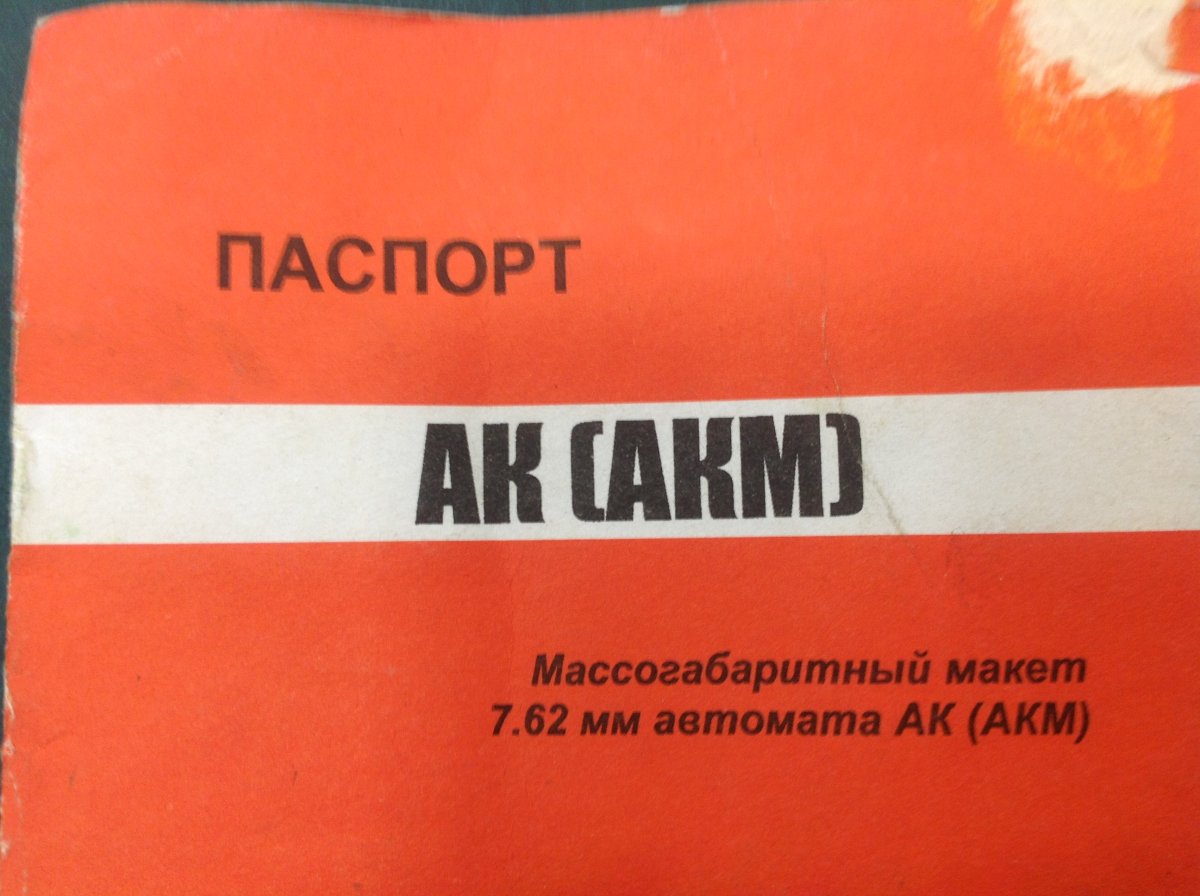 ПАСПОРТ
АК (АКМ)
Массогабаритный макет
7.62 мм автомата АК (АКМ)